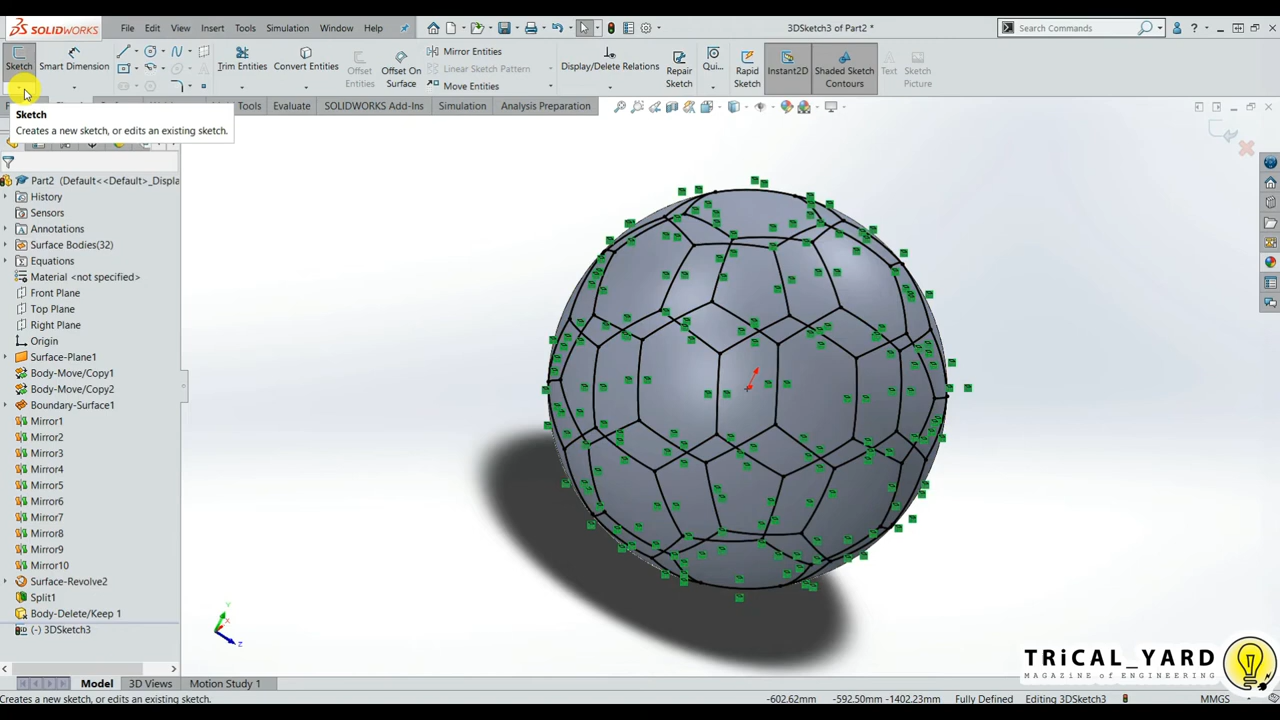 SOLIDWORKS File Edit View Insert Tools Simulation Window Help 3DSketch3 of Part2 * Search Commands
Sketch Smart Dimension Trim Entities Convert Entities Offset Entities Offset On Surface Mirror Entities Linear Sketch Pattern Move Entities Display/Delete Relations Repair Sketch Qui... Rapid Sketch Instant2D Shaded Sketch Contours Text Sketch Picture
Tools Evaluate SOLIDWORKS Add-Ins Simulation Analysis Preparation
Sketch
Creates a new sketch, or edits an existing sketch.
Part2 (Default<<Default>_Displa
History
Sensors
Annotations
Surface Bodies(32)
Equations
Material <not specified>
Front Plane
Top Plane
Right Plane
Origin
Surface-Plane1
Body-Move/Copy1
Body-Move/Copy2
Boundary-Surface1
Mirror1
Mirror2
Mirror3
Mirror4
Mirror5
Mirror6
Mirror7
Mirror8
Mirror9
Mirror10
Surface-Revolve2
Split1
Body-Delete/Keep 1
(-) 3DSketch3
Y
X
Z
TRiCAL_YARD
MAGAZINE of ENGINEERING
Model 3D Views Motion Study 1
Creates a new sketch, or edits an existing sketch. -602.62mm -592.50mm -1402.23mm Fully Defined Editing 3DSketch3 MMGS